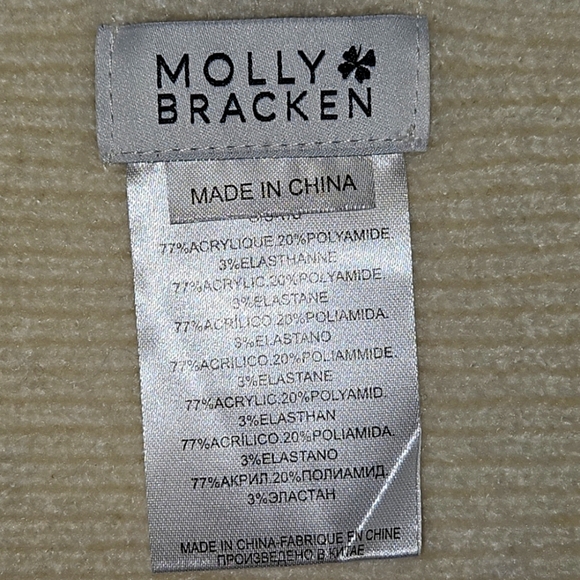 MOLLY
BRACKEN
MADE IN CHINA
77%ACRYLIQUE.20%POLYAMIDE.
3%ELASTHANNE
77%ACRYLIC.20%POLYAMIDE.
3%ELASTANE
77%ACRÍLICO.20%POLIAMIDA.
3%ELASTANO
77%ACRILICO.20%POLIAMMIDE.
3%ELASTANE
77%ACRYLIC.20%POLYAMID.
3%ELASTHAN
77%ACRÍLICO.20%POLIAMIDA.
3%ELASTANO
77%АКРИЛ.20%ПОЛИАМИД.
3%ЭЛАСТАН
MADE IN CHINA-FABRIQUE EN CHINE
ПРОИЗВЕДЕНО В КИТАЕ